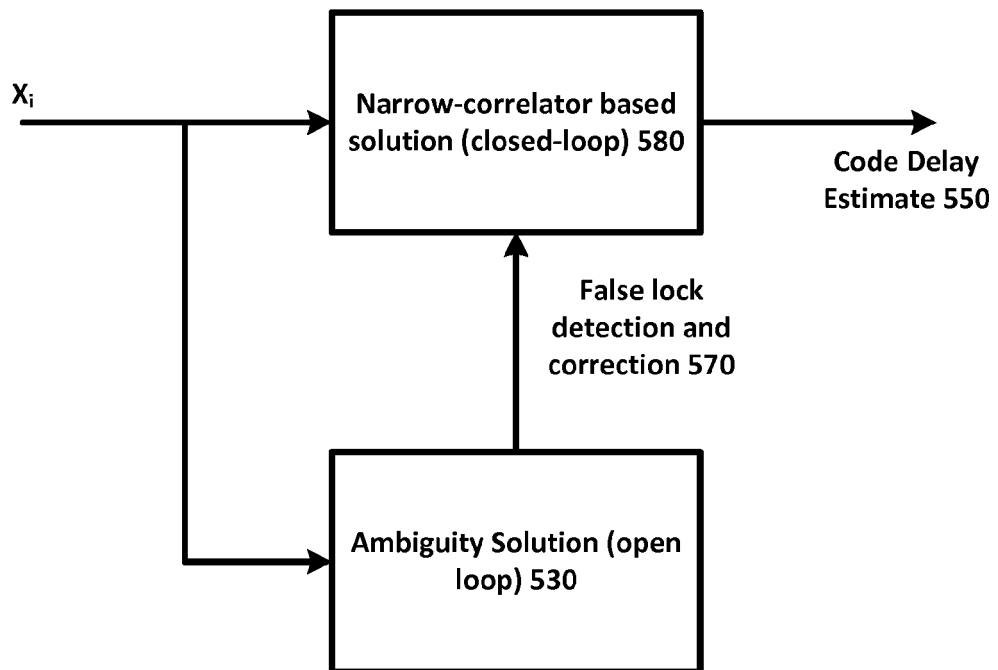 Xi
Narrow-correlator based
solution (closed-loop) 580
Code Delay
Estimate 550
False lock
detection and
correction 570
Ambiguity Solution (open
loop) 530